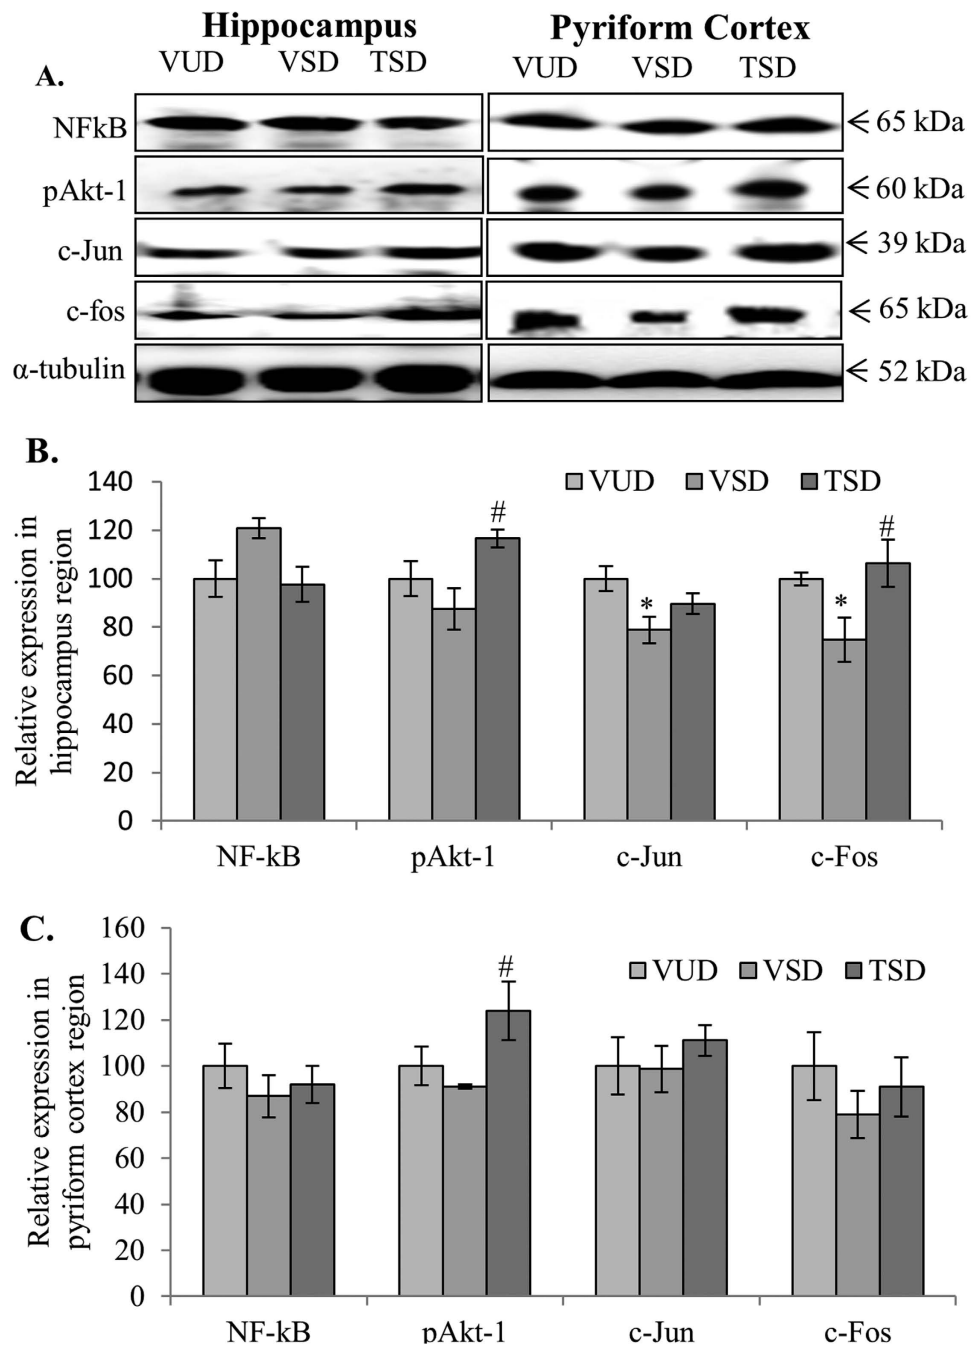 Hippocampus
Pyriform Cortex
VUD VSD TSD
VUD VSD TSD
A.
NFkB
65 kDa
pAkt-1
60 kDa
c-Jun
39 kDa
c-fos
65 kDa
α-tubulin
52 kDa
B.
Relative expression in
hippocampus region
140
120
100
80
60
40
20
0
VUD VSD TSD
#
*
*
#
NF-kB pAkt-1 c-Jun c-Fos
C.
Relative expression in
pyriform cortex region
160
140
120
100
80
60
40
20
0
VUD VSD TSD
#
NF-kB pAkt-1 c-Jun c-Fos